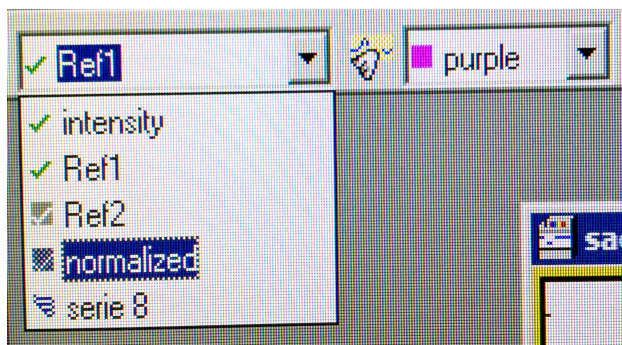 Ref1
purple
intensity
Ref1
Ref2
normalized
serie 8